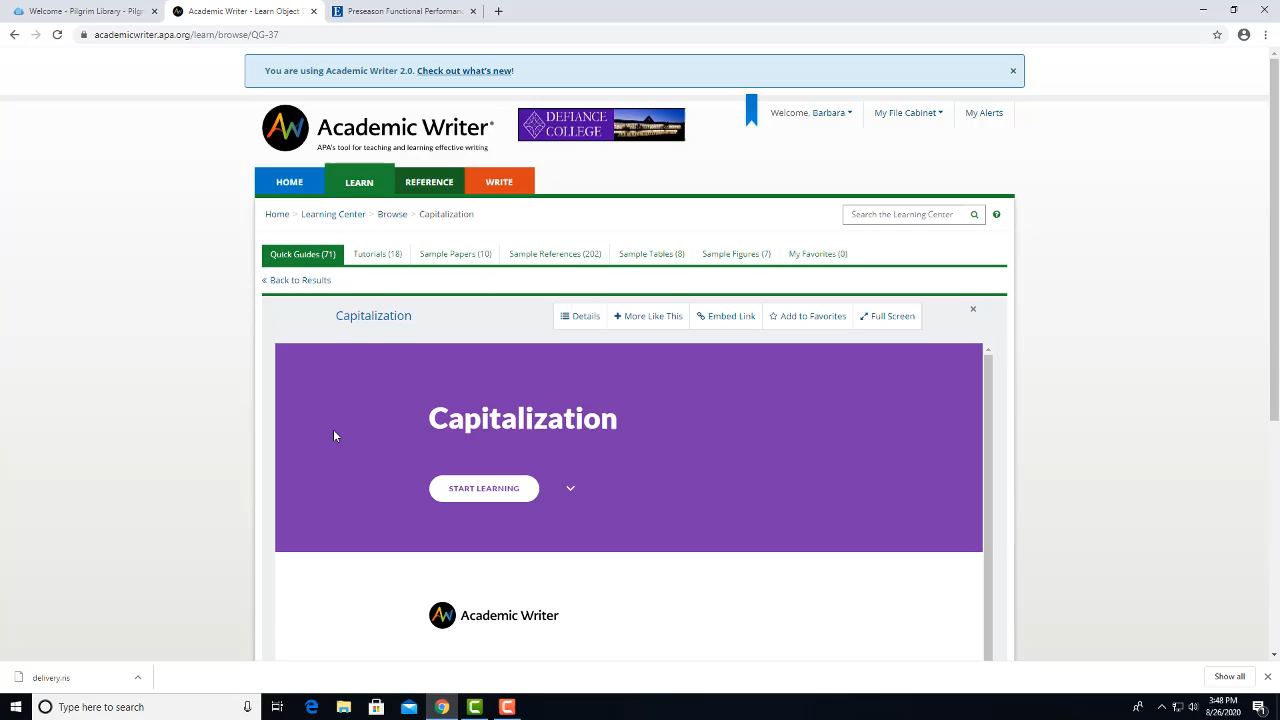 Welcome - Pilgrim Library - Pilgr
Academic Writer - Learn Object
Preseason Functional Performanc
academicwriter.apa.org/learn/browse/QG-37
You are using Academic Writer 2.0. Check out what's new!
AW Academic Writer®
APA's tool for teaching and learning effective writing
DEFIANCE
COLLEGE
Welcome, Barbara
My File Cabinet
My Alerts
HOME
LEARN
REFERENCE
WRITE
Home > Learning Center > Browse > Capitalization
Search the Learning Center
Quick Guides (71)
Tutorials (18)
Sample Papers (10)
Sample References (202)
Sample Tables (8)
Sample Figures (7)
My Favorites (0)
« Back to Results
Capitalization
Details
More Like This
Embed Link
Add to Favorites
Full Screen
Capitalization
START LEARNING
AW Academic Writer
delivery.ris
Show all
Type here to search
3:48 PM
8/26/2020